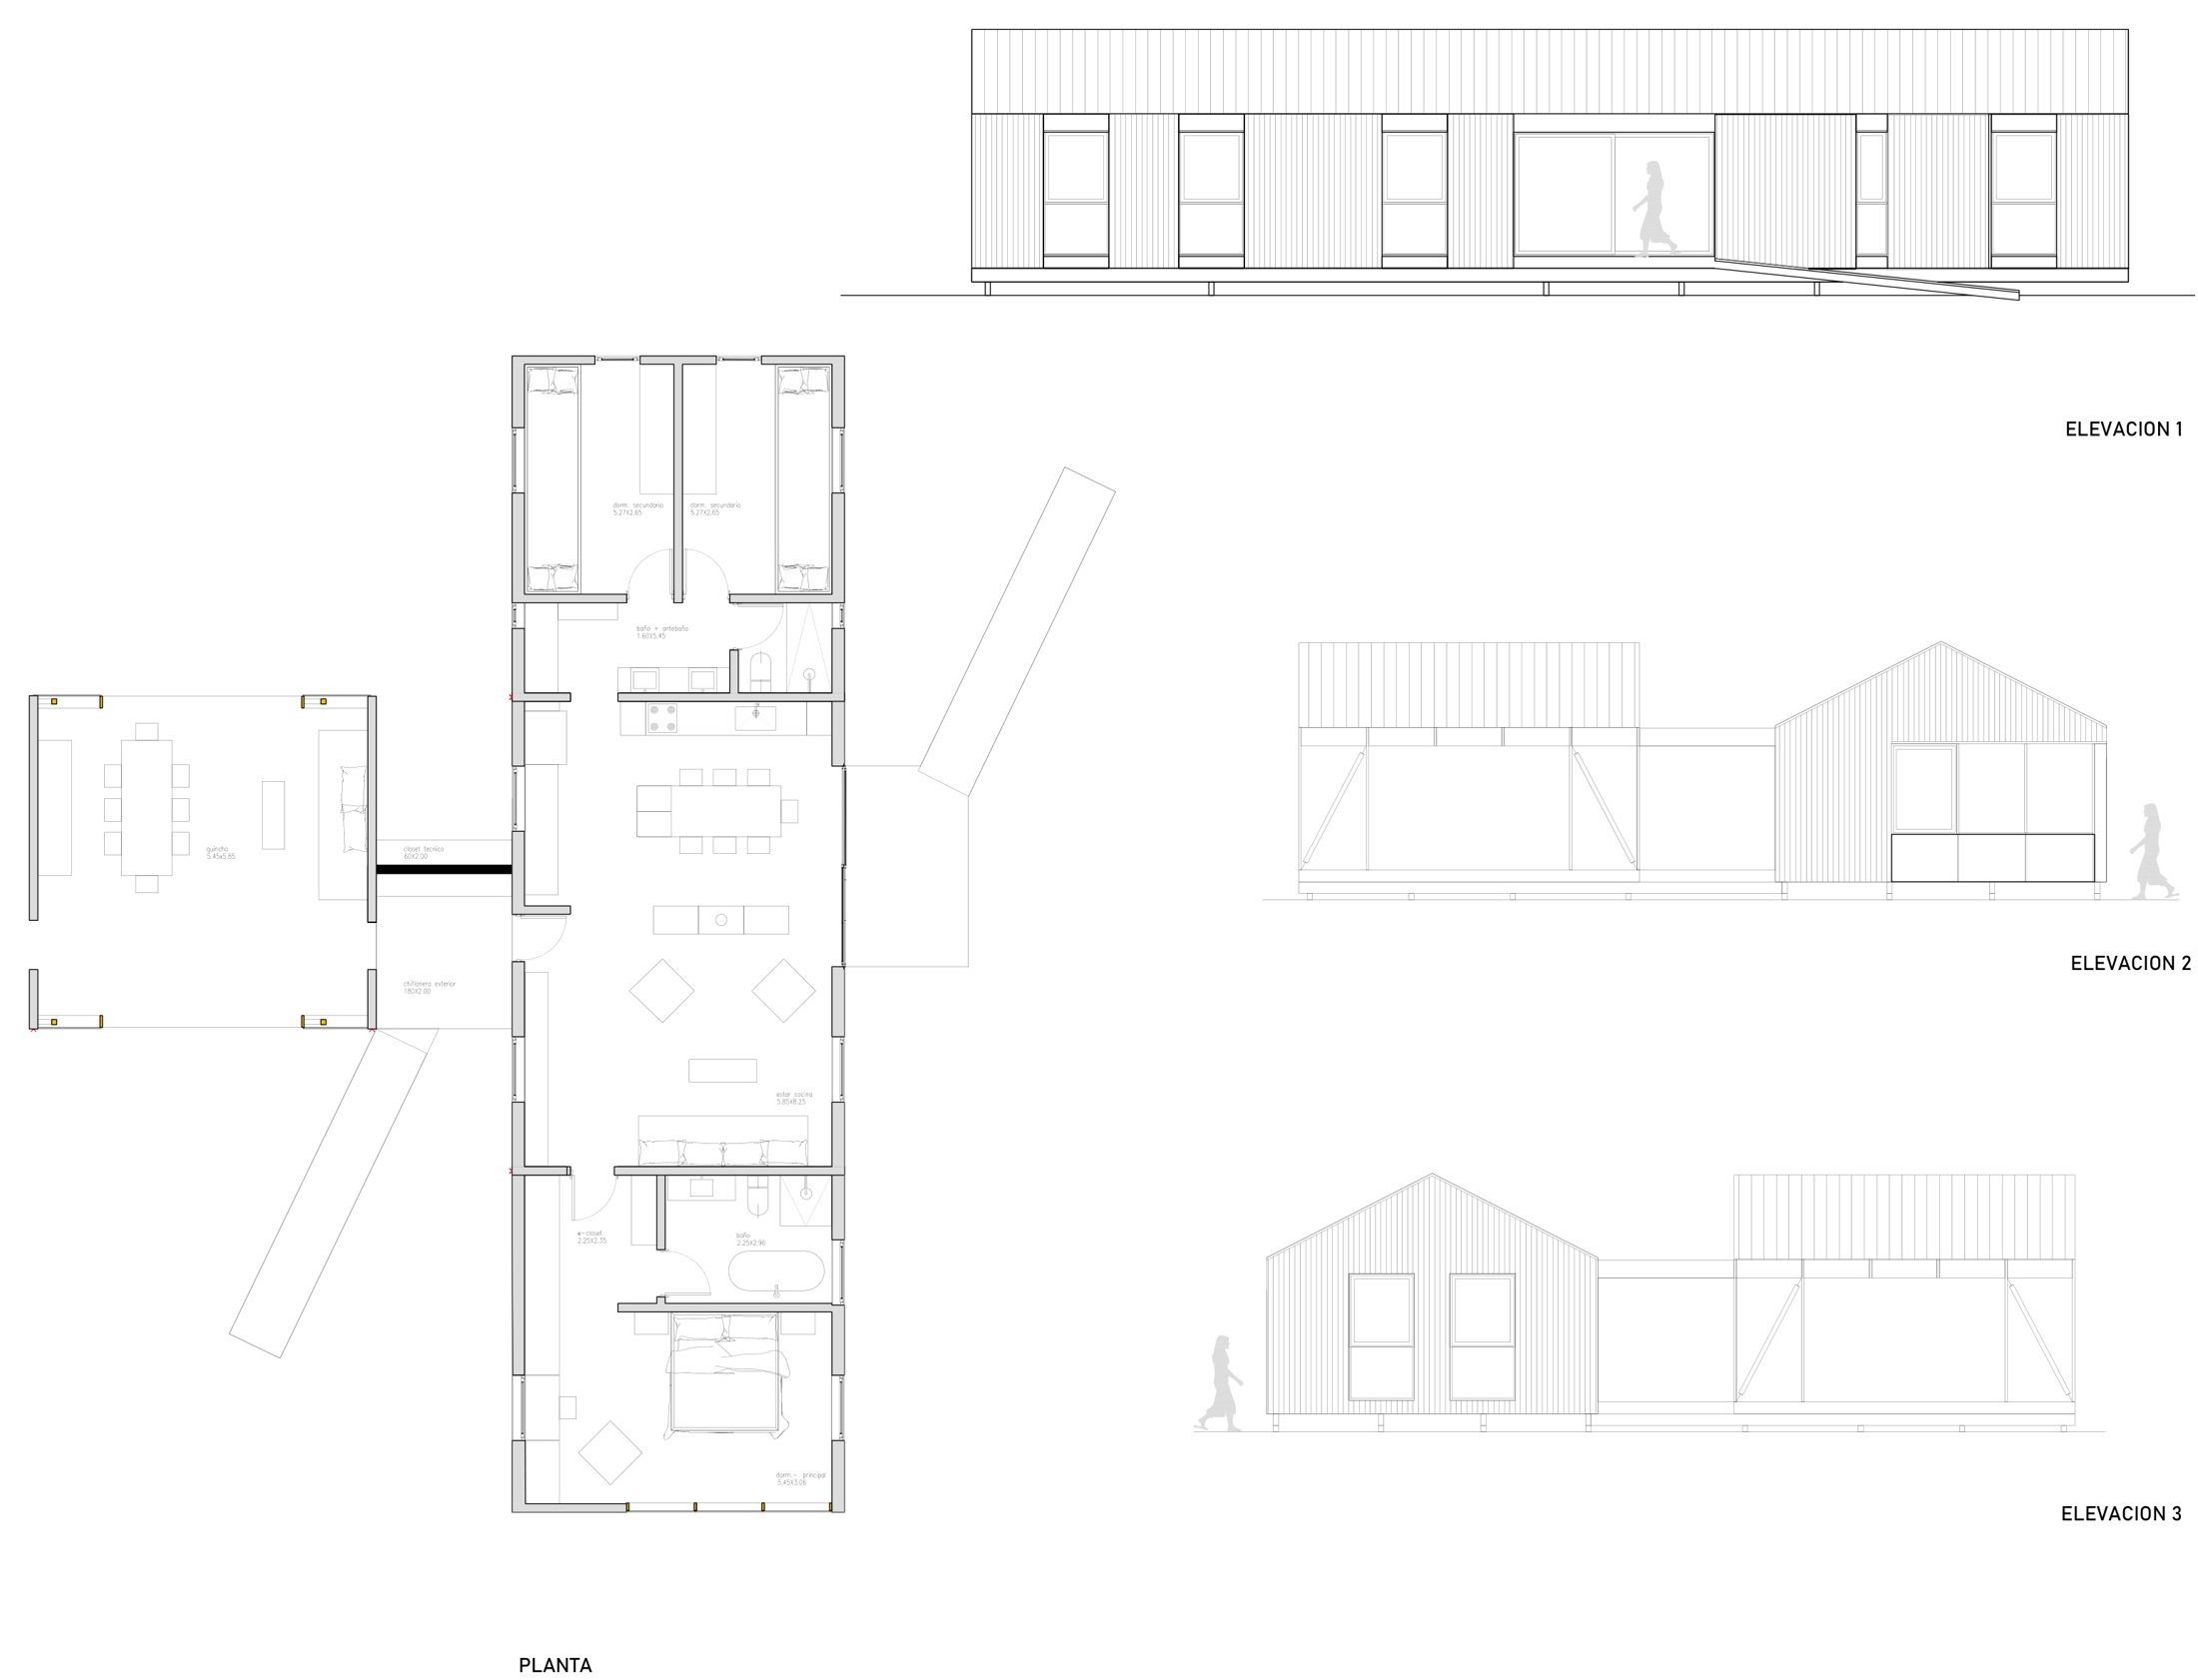 ELEVACION 1
dorm. secundario
5,27X2,65
dorm. secundario
5,27X2,65
baño + antebaño
1,60X5,45
quincho
5,45x5,85
closet tecnico
60X2,00
chiflonera exterior
180X2,00
estar cocina
5,85X8,25
w-closet
2,25X2,35
baño
2,25X2,96
dorm.- principal
5,45X3,06
ELEVACION 2
ELEVACION 3
PLANTA